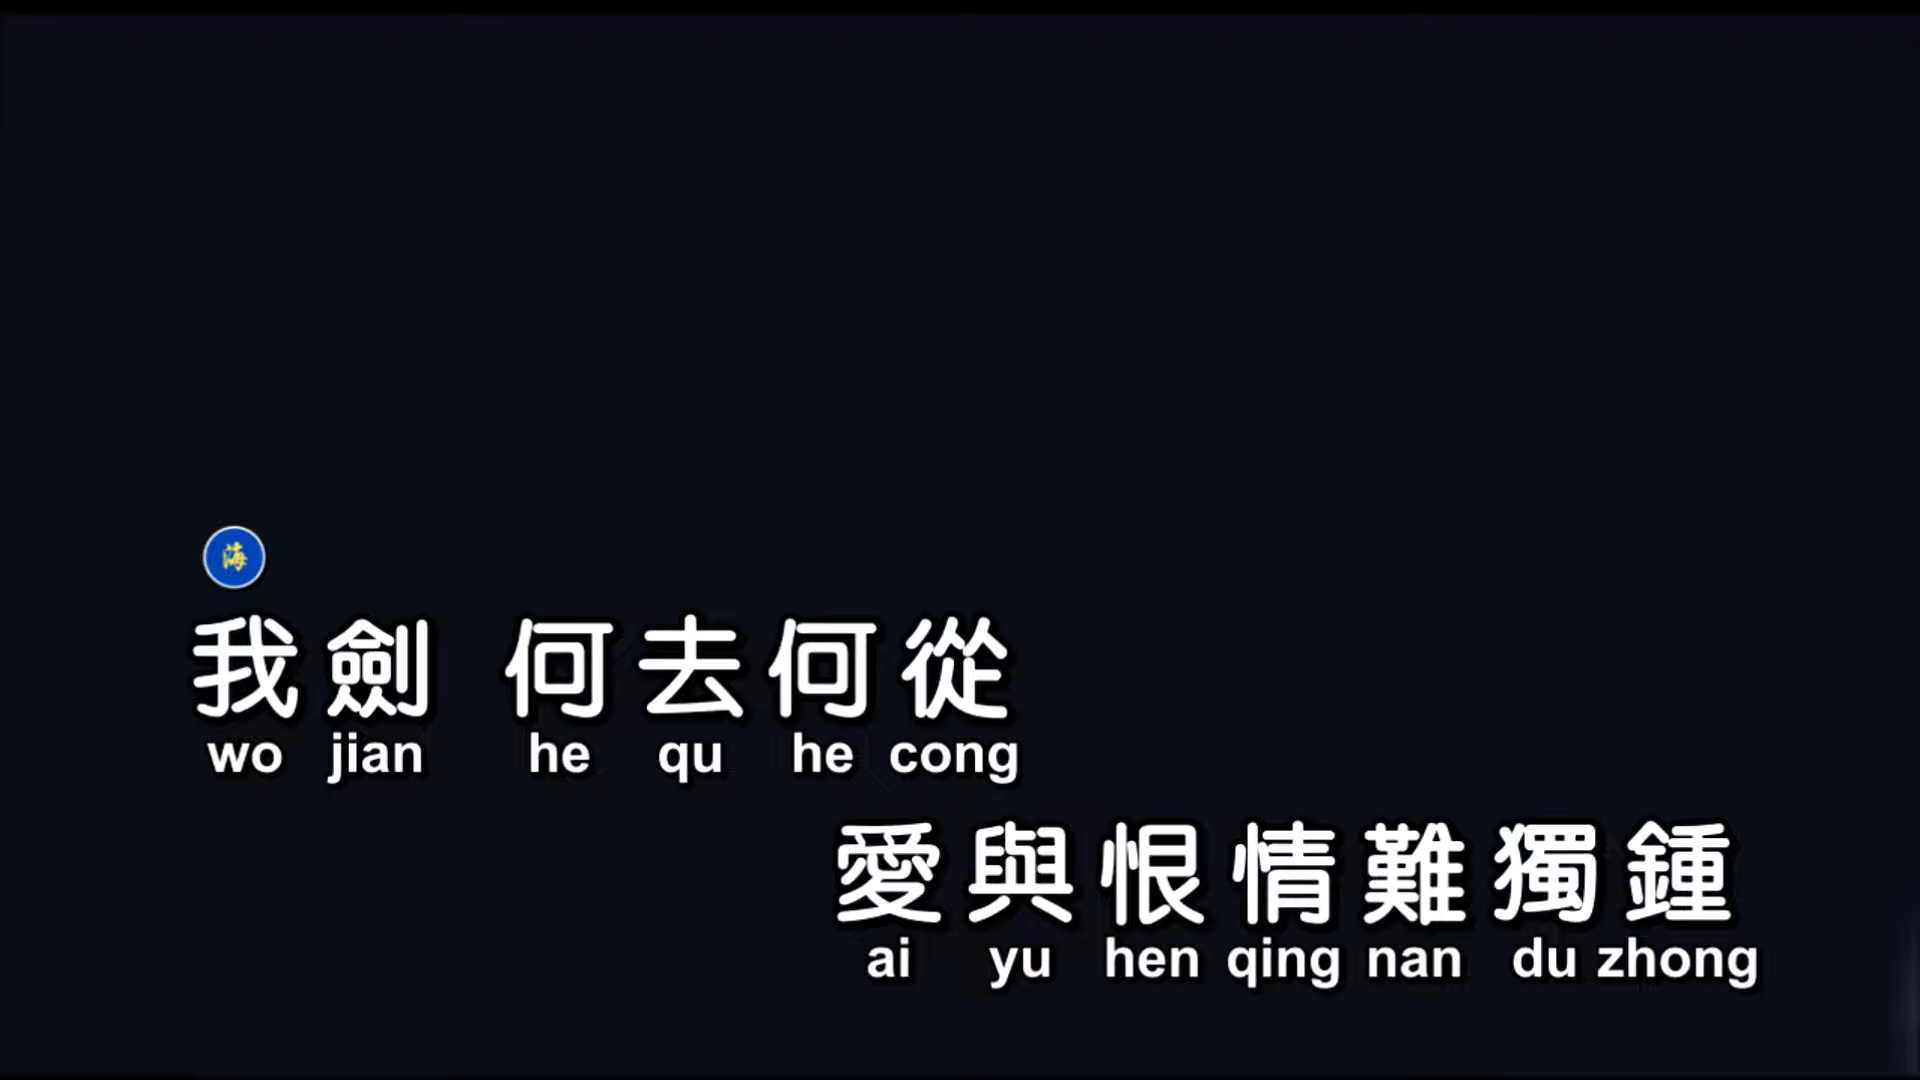 海
我劍 何去何從
wo jian he qu he cong
愛與恨情難獨鍾
ai yu hen qing nan du zhong